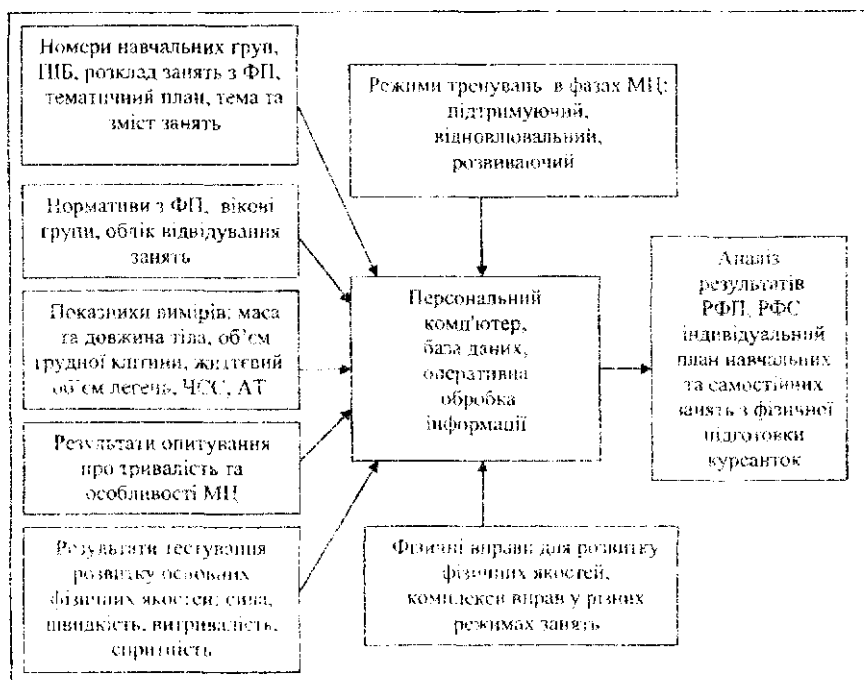 Номери навчальних груп,
ПІБ, розклад занять з ФП,
тематичний план, тема та
зміст занять
Режими тренувань в фазах МЦ:
підтримуючий,
відновлювальний,
розвиваючий
Нормативи з ФП, вікові
групи, облік відвідування
занять
Показники вимірів: маса
та довжина тіла, об'єм
грудної клітини, життєвий
об'єм легень, ЧСС, АТ
Результати опитування
про тривалість та
особливості МЦ
Результати тестування
розвитку основних
фізичних якостей: сила,
швидкість, витривалість,
спритність
Персональний
комп'ютер,
база даних,
оперативна
обробка
інформації
Фізичні вправи для розвитку
фізичних якостей,
комплекси вправ у різних
режимах занять
Аналіз
результатів
РФП, РФС
індивідуальний
план навчальних
та самостійних
занять з фізичної
підготовки
курсанток